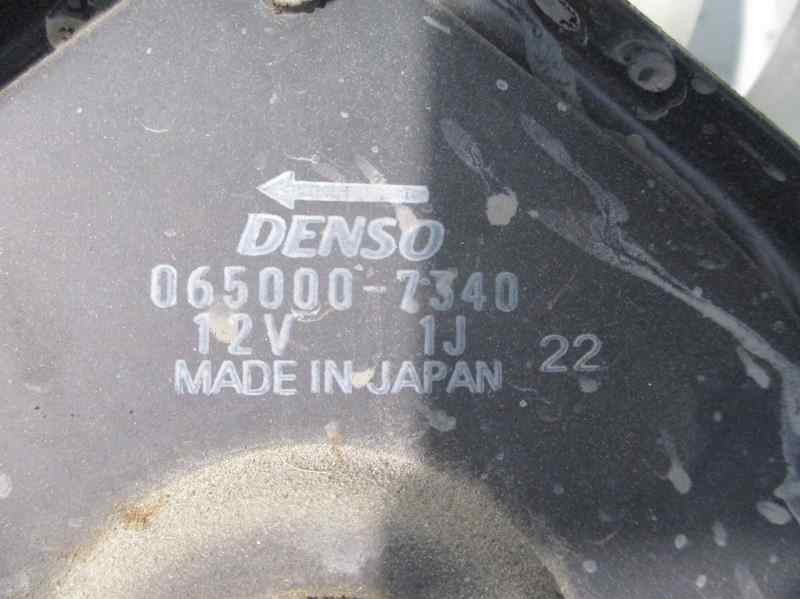 DENSO
065000-7340
12V 1J 22
MADE IN JAPAN